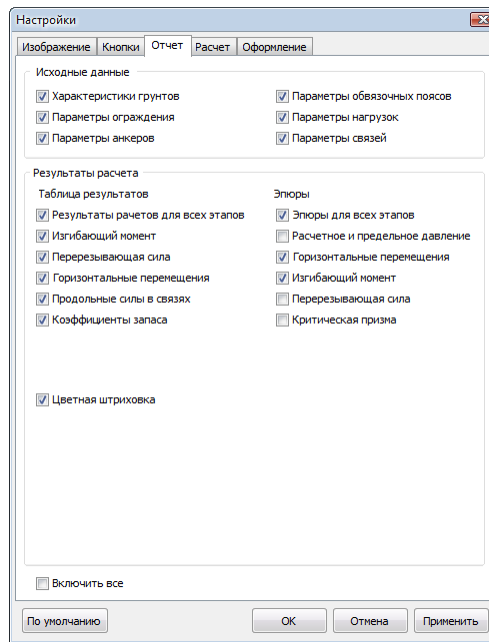 Настройки
Изображение Кнопки Отчет Расчет Оформление
Исходные данные
Характеристики грунтов Параметры обвязочных поясов
Параметры ограждения Параметры нагрузок
Параметры анкеров Параметры связей
Результаты расчета
Таблица результатов Эпюры
Результаты рачетов для всех этапов Эпюры для всех этапов
Изгибающий момент Расчетное и предельное давление
Перерезывающая сила Горизонтальные перемещения
Горизонтальные перемещения Изгибающий момент
Продольные силы в связях Перерезывающая сила
Коэффициенты запаса Критическая призма
Цветная штриховка
Включить все
По умолчанию ОК Отмена Применить